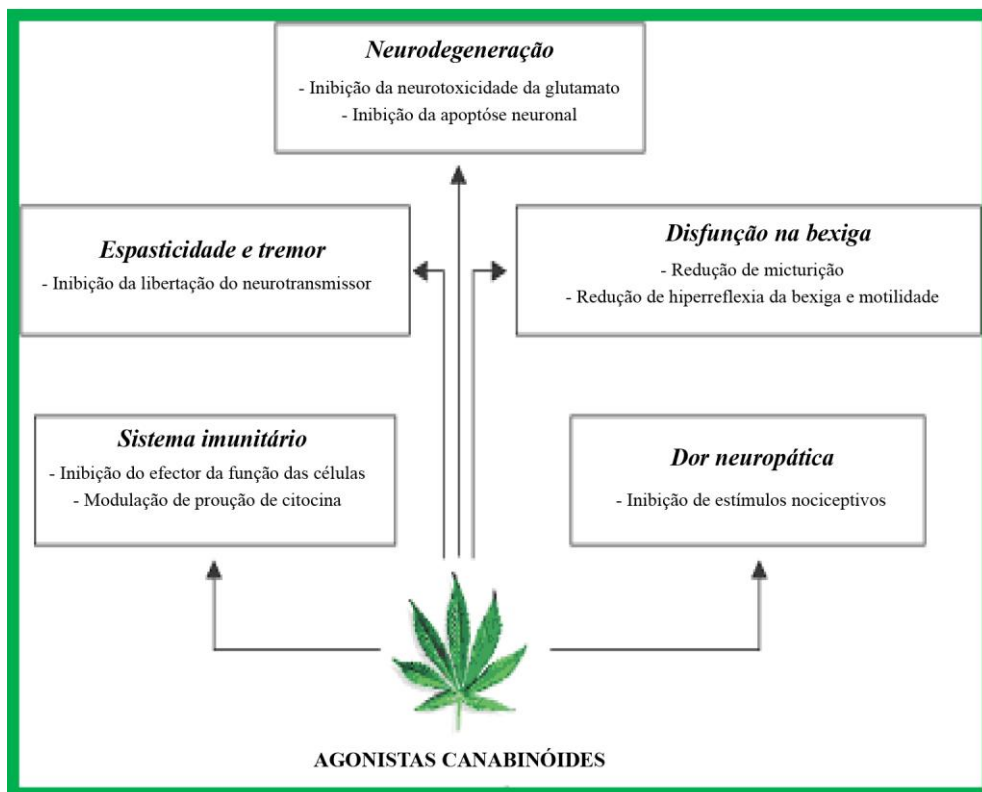 Neurodegeneração
- Inibição da neurotoxicidade da glutamato
- Inibição da apoptóse neuronal
Espasticidade e tremor
- Inibição da libertação do neurotransmissor
Disfunção na bexiga
- Redução de micturição
- Redução de hiperreflexia da bexiga e motilidade
Sistema imunitário
- Inibição do efector da função das células
- Modulação de proução de citocina
Dor neuropática
- Inibição de estímulos nociceptivos
AGONISTAS CANABINÓIDES